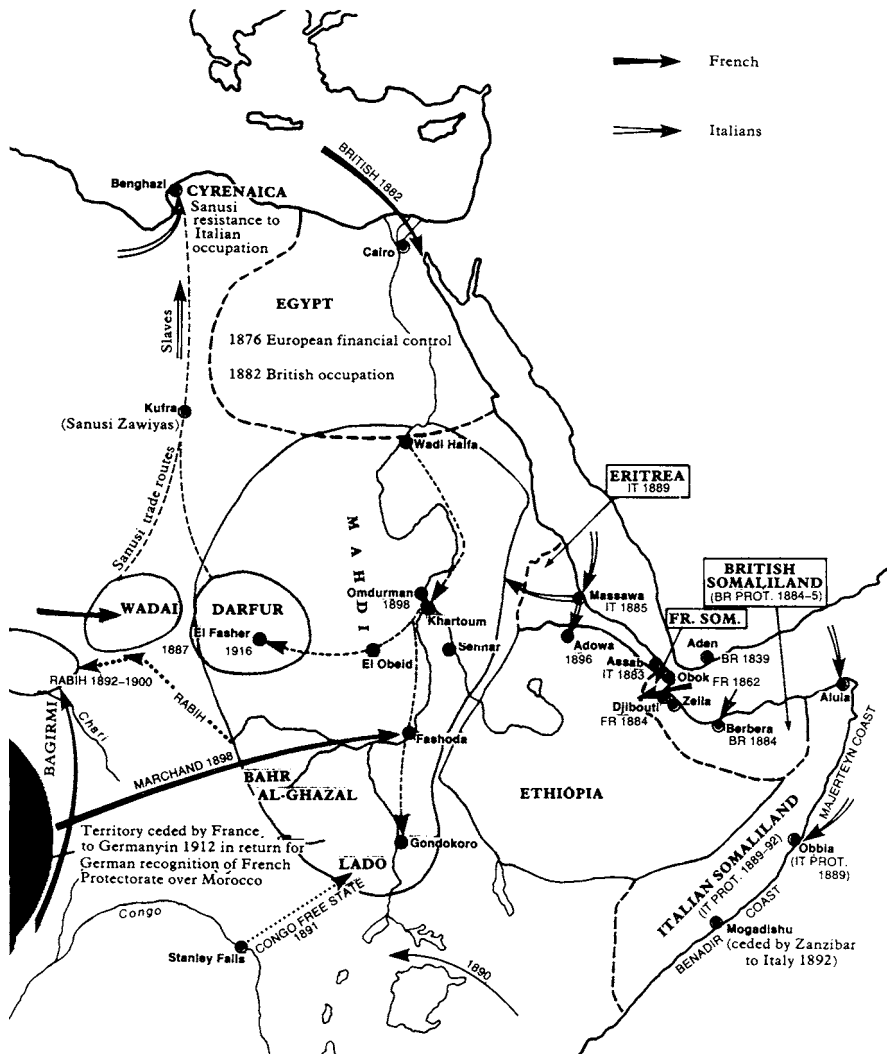 French
Italians
BRITISH 1882
Benghazi
CYRENAICA
Sanusi
resistance to
Italian
occupation
Cairo
EGYPT
1876 European financial control
1882 British occupation
Slaves
Kufra
(Sanusi Zawiyas)
Sanusi trade routes
Wadi Halfa
MAHDI
ERITREA
IT 1889
BRITISH
SOMALILAND
(BR PROT. 1884-5)
WADAI
DARFUR
El Fasher
1916
1887
Omdurman
1898
Khartoum
El Obeid
Sennar
Massawa
IT 1885
Adowa
1896
FR. SOM.
Aden
BR 1839
Assab
IT 1883
Obok
FR 1862
Djibouti
FR 1884
Zeila
Berbera
BR 1884
Alula
RABIH 1892-1900
RABIH
BAGIRMI
Chari
MARCHAND 1898
Fashoda
BAHR
AL-GHAZAL
ETHIOPIA
MAJERTEYN COAST
Territory ceded by France
to Germanyin 1912 in return for
German recognition of French
Protectorate over Morocco
Gondokoro
LADO
ITALIAN SOMALILAND
(IT PROT. 1889-92)
Obbia
(IT PROT.
1889)
Congo
CONGO FREE STATE
1891
Stanley Falls
1890
BENADIR COAST
Mogadishu
(ceded by Zanzibar
to Italy 1892)